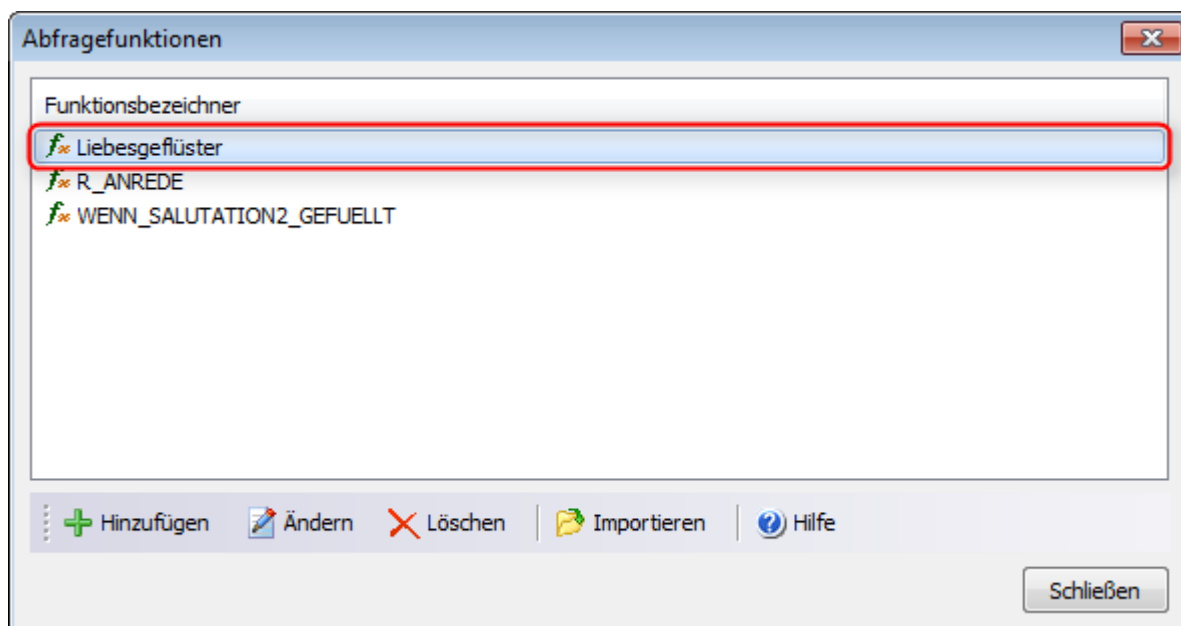 Abfragefunktionen
Funktionsbezeichner
Liebesgeflüster
R_ANREDE
WENN_SALUTATION2_GEFUELLT
Hinzufügen Ändern Löschen Importieren Hilfe
Schließen